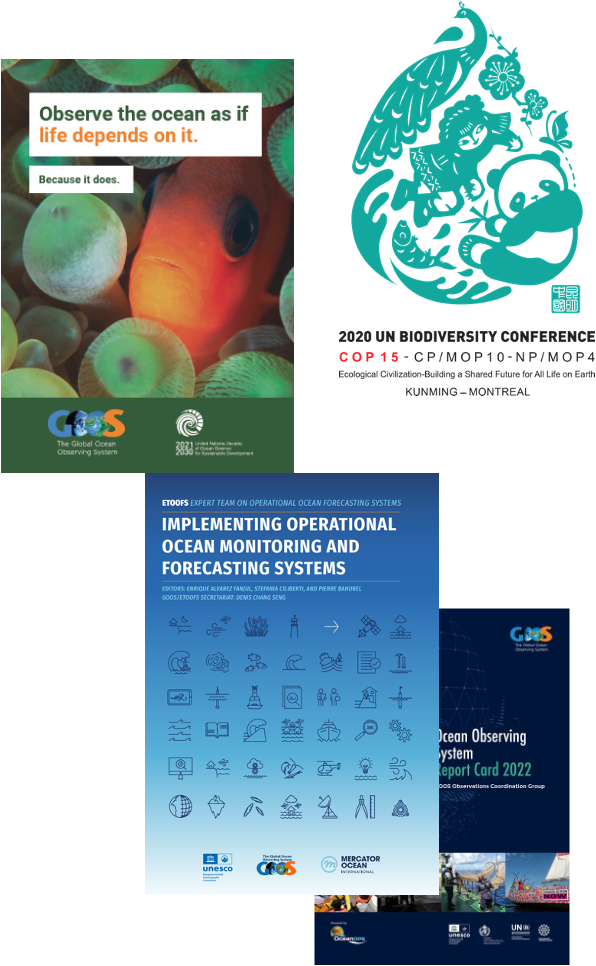 Observe the ocean as if
life depends on it.
Because it does.
GOOS
The Global Ocean
Observing System
2021
2030
United Nations Decade
of Ocean Science
for Sustainable Development
2020 UN BIODIVERSITY CONFERENCE
COP 15 - CP/MOP10-NP/MOP4
Ecological Civilization-Building a Shared Future for All Life on Earth
KUNMING – MONTREAL
ETOOFS EXPERT TEAM ON OPERATIONAL OCEAN FORECASTING SYSTEMS
IMPLEMENTING OPERATIONAL
OCEAN MONITORING AND
FORECASTING SYSTEMS
EDITORS: ENRIQUE ALVAREZ FANJUL, STEFANIA CILIBERTI, AND PIERRE BAHUREL
GOOS/ETOOFS SECRETARIAT: DENIS CHANG SENG
unesco
The Global Ocean
Observing System
GOOS
MERCATOR
OCEAN
INTERNATIONAL
GOOS
The Global Ocean
Observing System
Ocean Observing
System
Report Card 2022
GOOS Observations Coordination Group
NOW
OceanOPS
unesco
UN